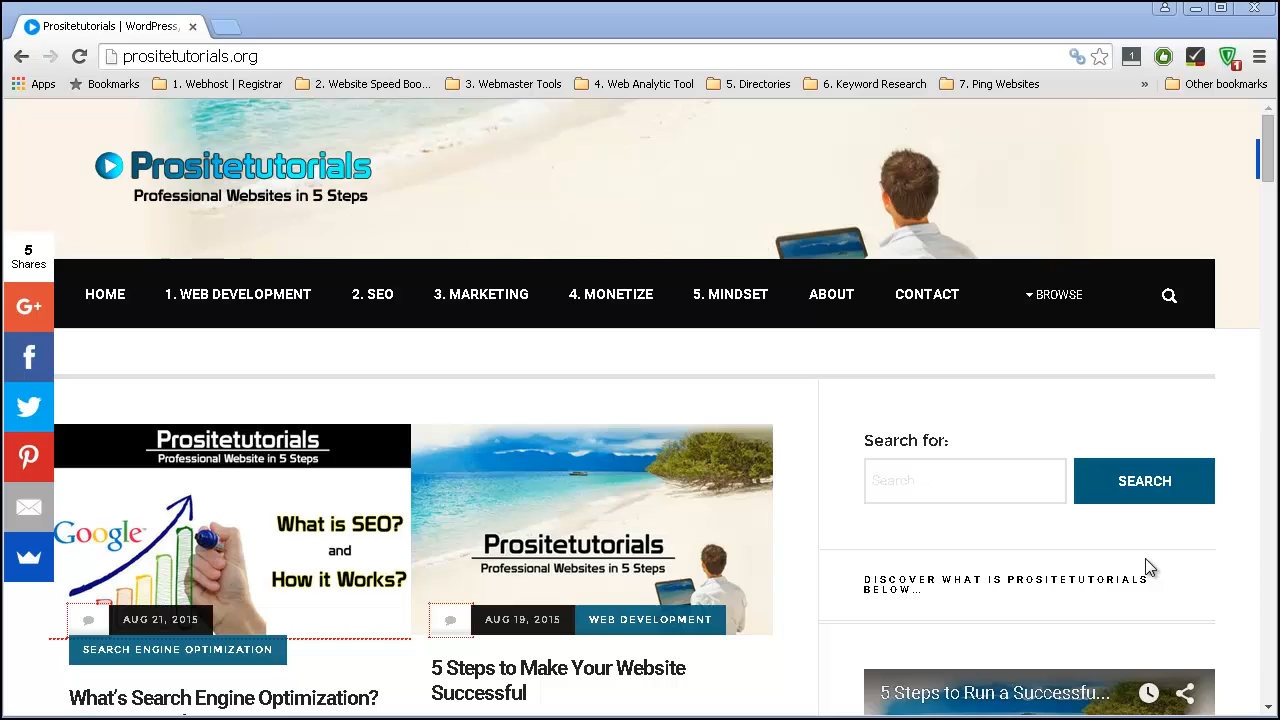 Prositetutorials | WordPress,
prositetutorials.org
1
1
Apps
Bookmarks
1. Webhost | Registrar
2. Website Speed Boo...
3. Webmaster Tools
4. Web Analytic Tool
5. Directories
6. Keyword Research
7. Ping Websites
»
Other bookmarks
Prositetutorials
Professional Websites in 5 Steps
5
Shares
G+
HOME
1. WEB DEVELOPMENT
2. SEO
3. MARKETING
4. MONETIZE
5. MINDSET
ABOUT
CONTACT
BROWSE
Prositetutorials
Professional Website in 5 Steps
Google
What is SEO?
and
How it Works?
AUG 21, 2015
SEARCH ENGINE OPTIMIZATION
What's Search Engine Optimization?
Prositetutorials
Professional Websites in 5 Steps
AUG 19, 2015
WEB DEVELOPMENT
5 Steps to Make Your Website
Successful
Search for:
Search …
SEARCH
DISCOVER WHAT IS PROSITETUTORIALS
BELOW…
5 Steps to Run a Successfu...